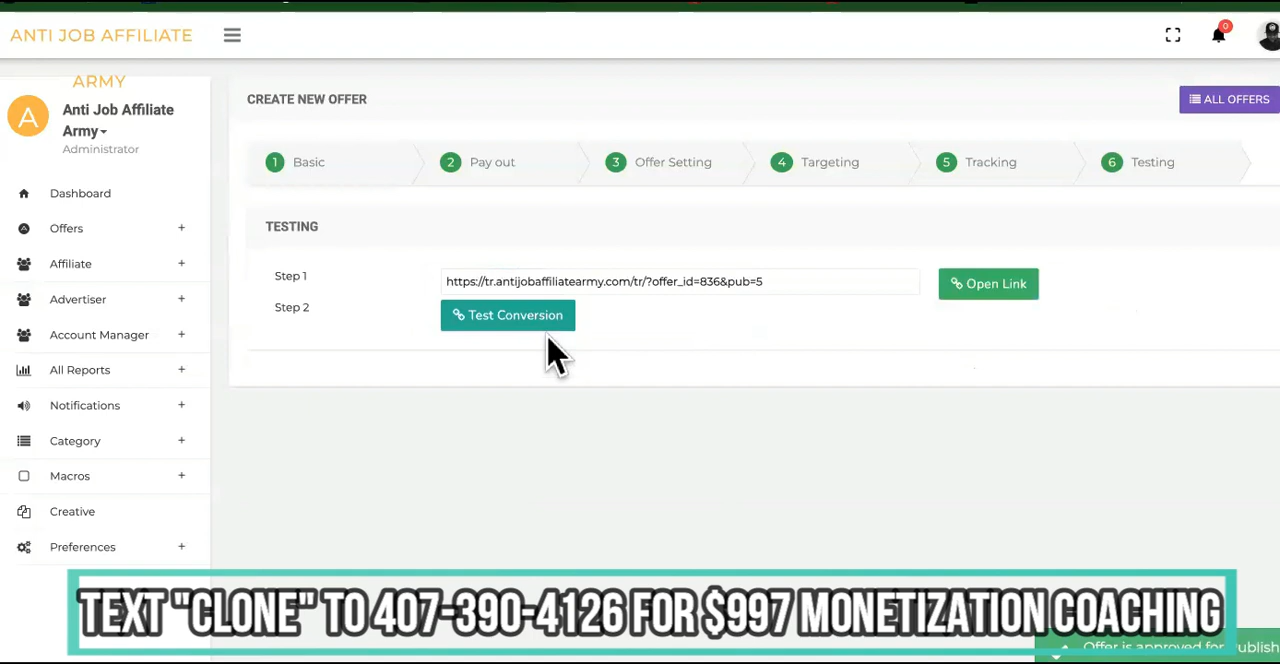 ANTI JOB AFFILIATE
0
ARMY
A
Anti Job Affiliate
Army
Administrator
Dashboard
Offers +
Affiliate +
Advertiser +
Account Manager +
All Reports +
Notifications +
Category +
Macros +
Creative
Preferences +
CREATE NEW OFFER
ALL OFFERS
1 Basic
2 Pay out
3 Offer Setting
4 Targeting
5 Tracking
6 Testing
TESTING
Step 1
https://tr.antijobaffiliatearmy.com/tr/?offer_id=836&pub=5
Open Link
Step 2
Test Conversion
TEXT "CLONE" TO 407-390-4126 FOR $997 MONETIZATION COACHING
Offer is approved for Publish